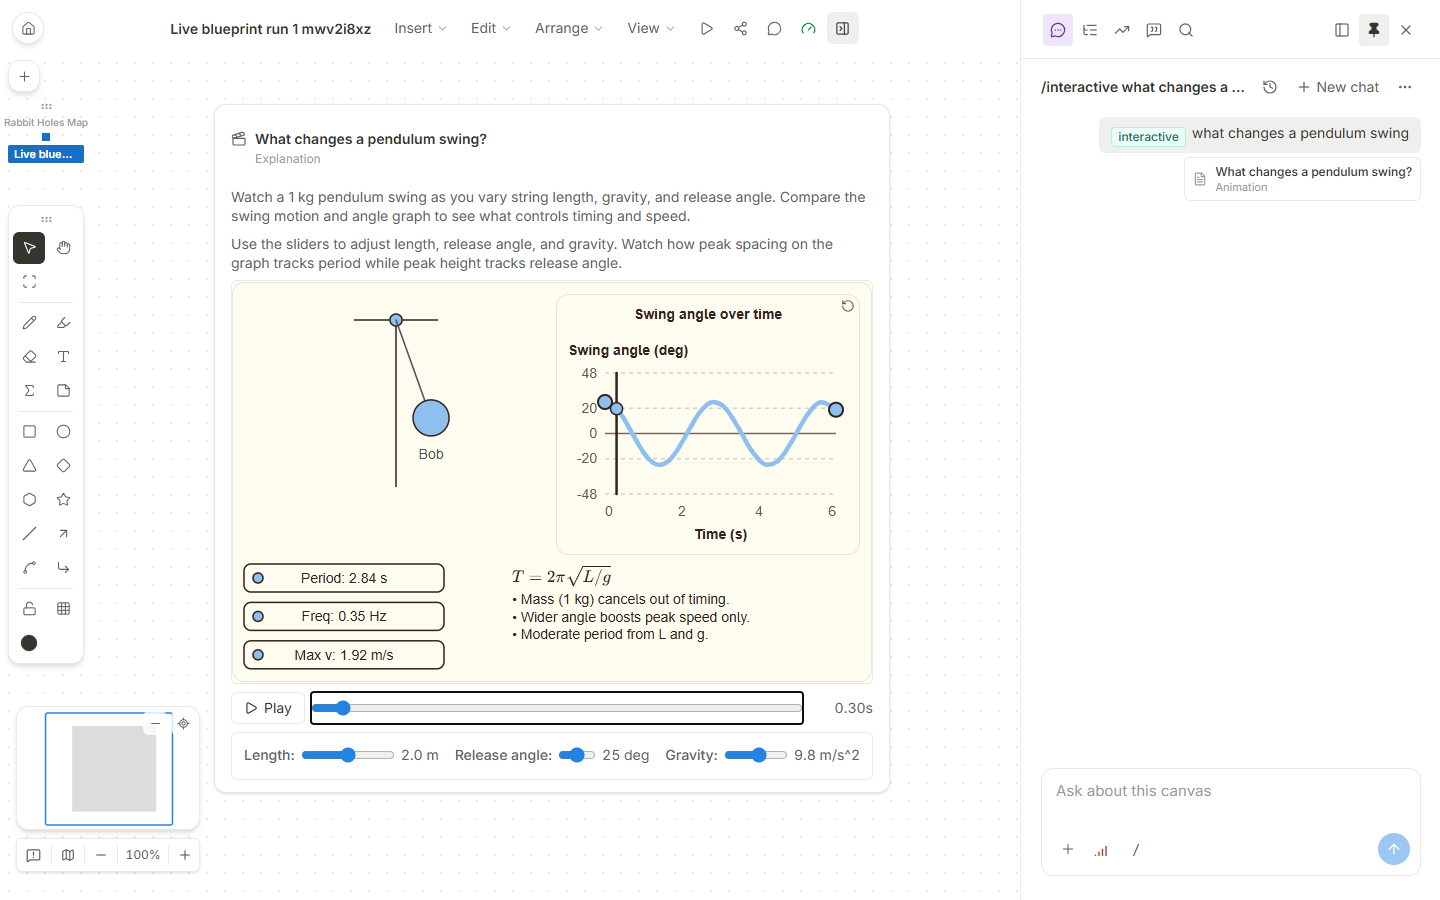 Live blueprint run 1 mwv2i8xz
Insert
Edit
Arrange
View
Rabbit Holes Map
Live blue...
What changes a pendulum swing?
Explanation
Watch a 1 kg pendulum swing as you vary string length, gravity, and release angle. Compare the
swing motion and angle graph to see what controls timing and speed.
Use the sliders to adjust length, release angle, and gravity. Watch how peak spacing on the
graph tracks period while peak height tracks release angle.
Bob
Swing angle over time
Swing angle (deg)
48
20
0
-20
-48
0 2 4 6
Time (s)
Period: 2.84 s
Freq: 0.35 Hz
Max v: 1.92 m/s
T = 2π√L/g
• Mass (1 kg) cancels out of timing.
• Wider angle boosts peak speed only.
• Moderate period from L and g.
Play
0.30s
Length: 2.0 m Release angle: 25 deg Gravity: 9.8 m/s^2
100%
/interactive what changes a ...
New chat
interactive what changes a pendulum swing
What changes a pendulum swing?
Animation
Ask about this canvas
/